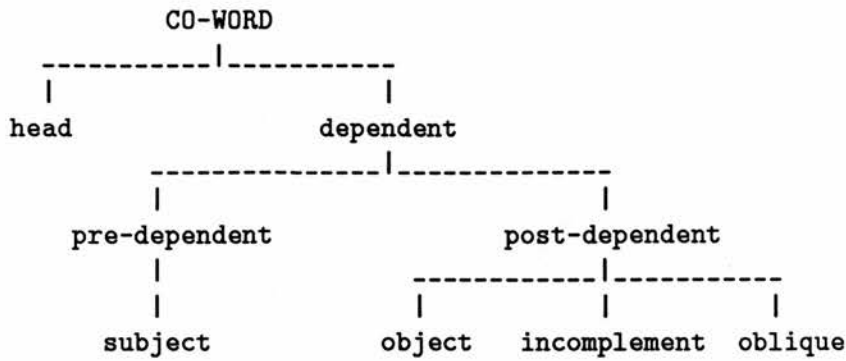 CO-WORD
head dependent
pre-dependent post-dependent
subject object incomplement oblique